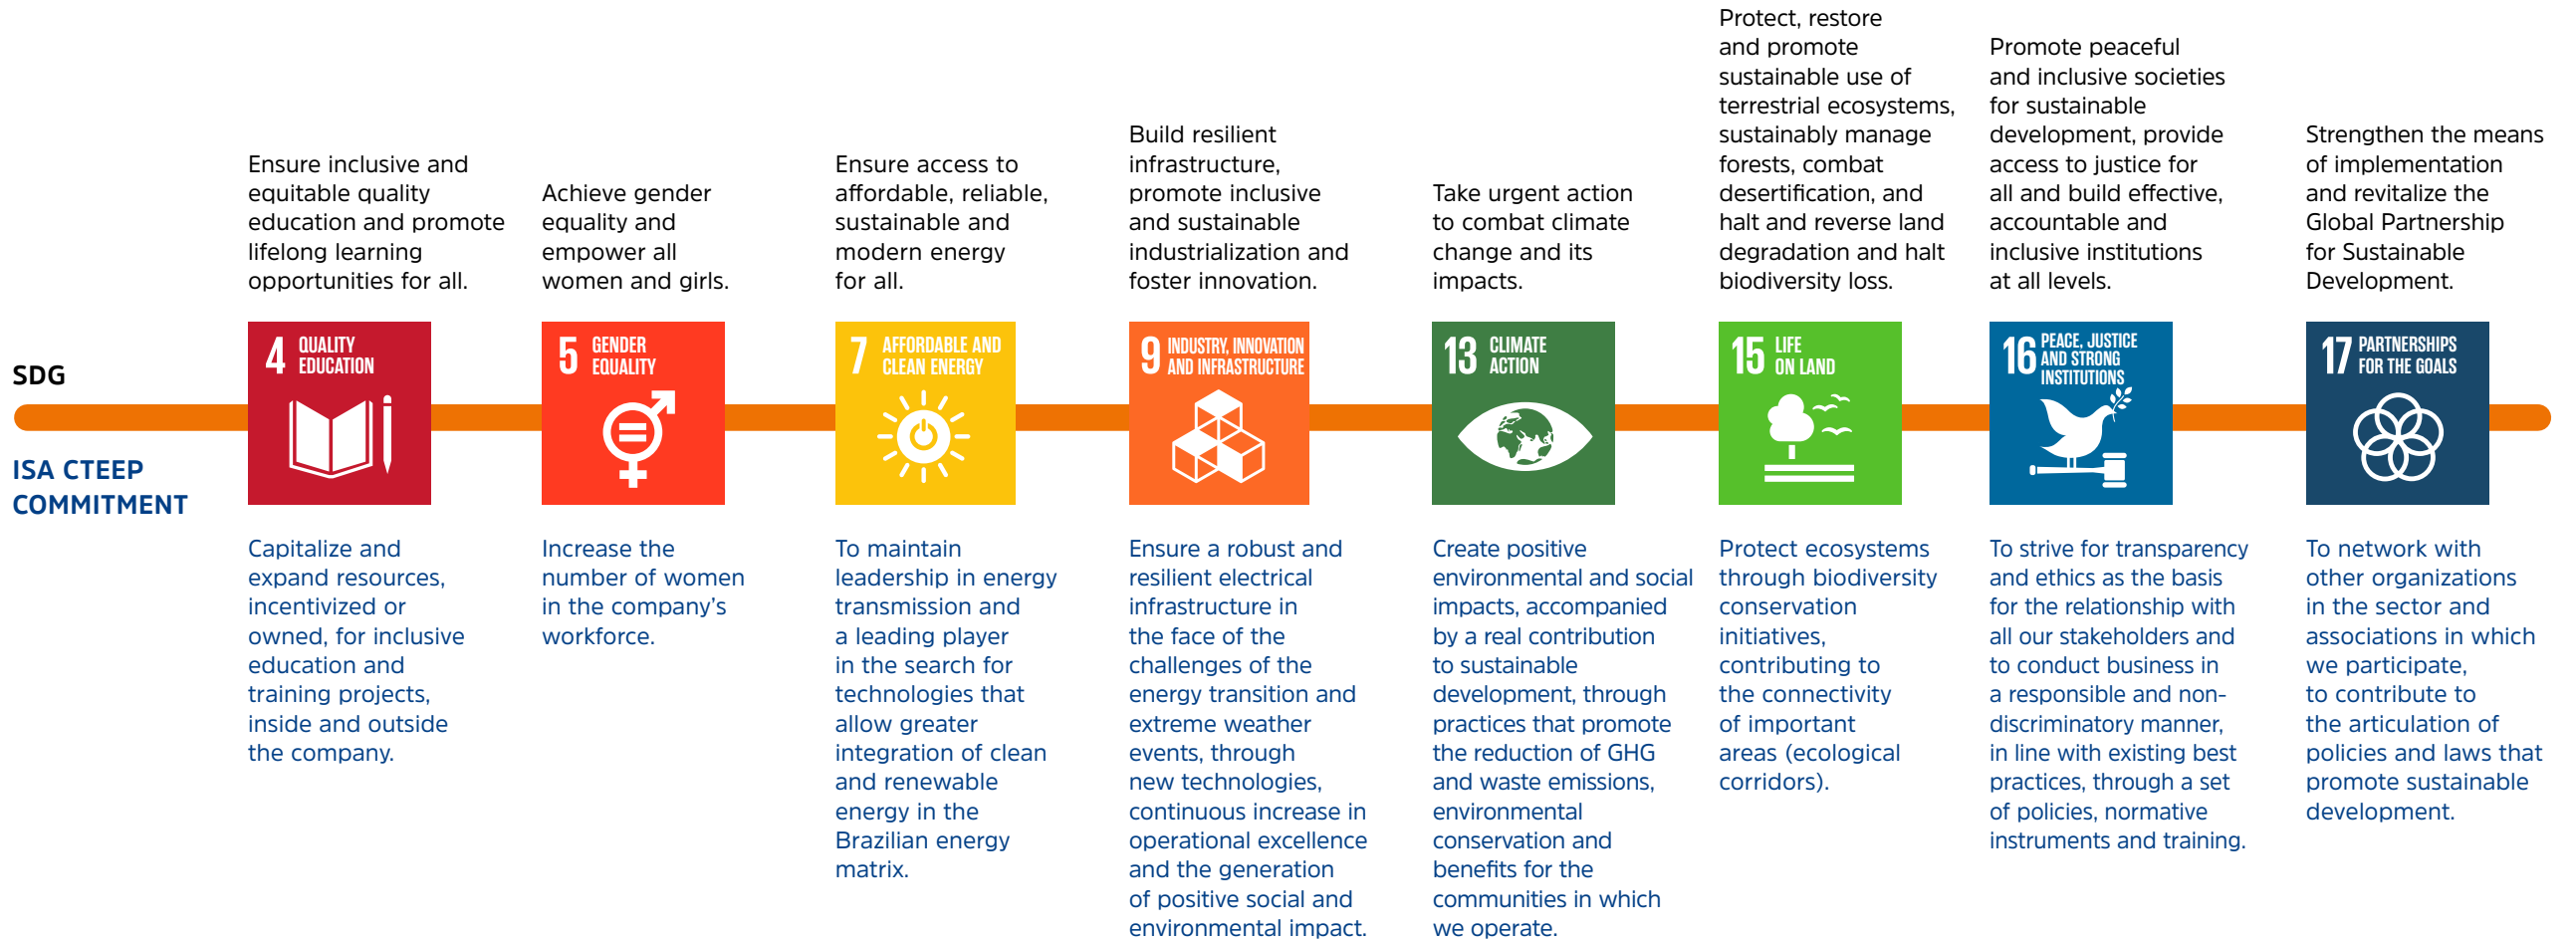 SDG
ISA CTEEP
COMMITMENT
Ensure inclusive and
equitable quality
education and promote
lifelong learning
opportunities for all.
4 QUALITY
EDUCATION
Capitalize and
expand resources,
incentivized or
owned, for inclusive
education and
training projects,
inside and outside
the company.
Achieve gender
equality and
empower all
women and girls.
5 GENDER
EQUALITY
Increase the
number of women
in the company's
workforce.
Ensure access to
affordable, reliable,
sustainable and
modern energy
for all.
7 AFFORDABLE AND
CLEAN ENERGY
To maintain
leadership in energy
transmission and
a leading player
in the search for
technologies that
allow greater
integration of clean
and renewable
energy in the
Brazilian energy
matrix.
Build resilient
infrastructure,
promote inclusive
and sustainable
industrialization and
foster innovation.
9 INDUSTRY, INNOVATION
AND INFRASTRUCTURE
Ensure a robust and
resilient electrical
infrastructure in
the face of the
challenges of the
energy transition and
extreme weather
events, through
new technologies,
continuous increase in
operational excellence
and the generation
of positive social and
environmental impact.
Take urgent action
to combat climate
change and its
impacts.
13 CLIMATE
ACTION
Create positive
environmental and social
impacts, accompanied
by a real contribution
to sustainable
development, through
practices that promote
the reduction of GHG
and waste emissions,
environmental
conservation and
benefits for the
communities in which
we operate.
Protect, restore
and promote
sustainable use of
terrestrial ecosystems,
sustainably manage
forests, combat
desertification, and
halt and reverse land
degradation and halt
biodiversity loss.
15 LIFE
ON LAND
Protect ecosystems
through biodiversity
conservation
initiatives,
contributing to
the connectivity
of important
areas (ecological
corridors).
Promote peaceful
and inclusive societies
for sustainable
development, provide
access to justice for
all and build effective,
accountable and
inclusive institutions
at all levels.
16 PEACE, JUSTICE
AND STRONG
INSTITUTIONS
To strive for transparency
and ethics as the basis
for the relationship with
all our stakeholders and
to conduct business in
a responsible and non-
discriminatory manner,
in line with existing best
practices, through a set
of policies, normative
instruments and training.
Strengthen the means
of implementation
and revitalize the
Global Partnership
for Sustainable
Development.
17 PARTNERSHIPS
FOR THE GOALS
To network with
other organizations
in the sector and
associations in which
we participate,
to contribute to
the articulation of
policies and laws that
promote sustainable
development.